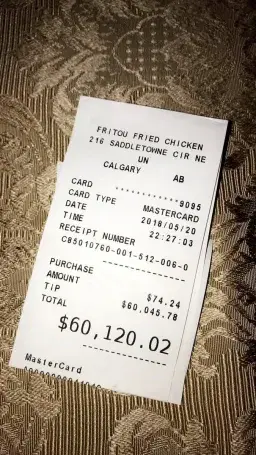 FRITOU FRIED CHICKEN
216 SADDLETOWNE CIR NE
UN
CALGARY AB
CARD ************9095
CARD TYPE MASTERCARD
DATE 2018/05/20
TIME 22:27:03
RECEIPT NUMBER
C85010760-001-512-006-0
PURCHASE
AMOUNT $74.24
TIP $60,045.78
TOTAL
$60,120.02
MasterCard